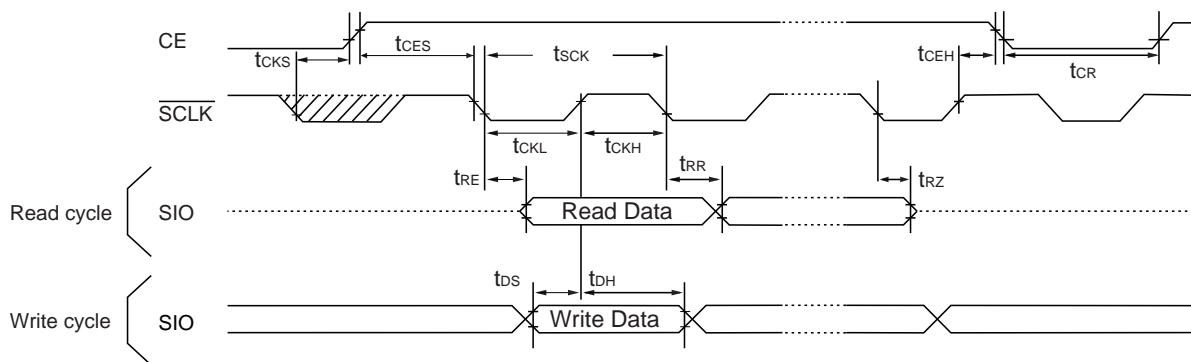 CE
tCKS
tCES
tSCK
tCEH
tCR
SCLK
tCKL
tCKH
tRE
tRR
tRZ
Read cycle
SIO
Read Data
tDS
tDH
Write cycle
SIO
Write Data